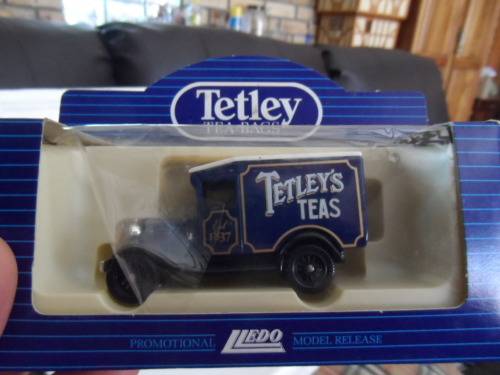 Tetley
TEA BAGS
TETLEY'S
TEAS
1837
PROMOTIONAL LLEDO MODEL RELEASE